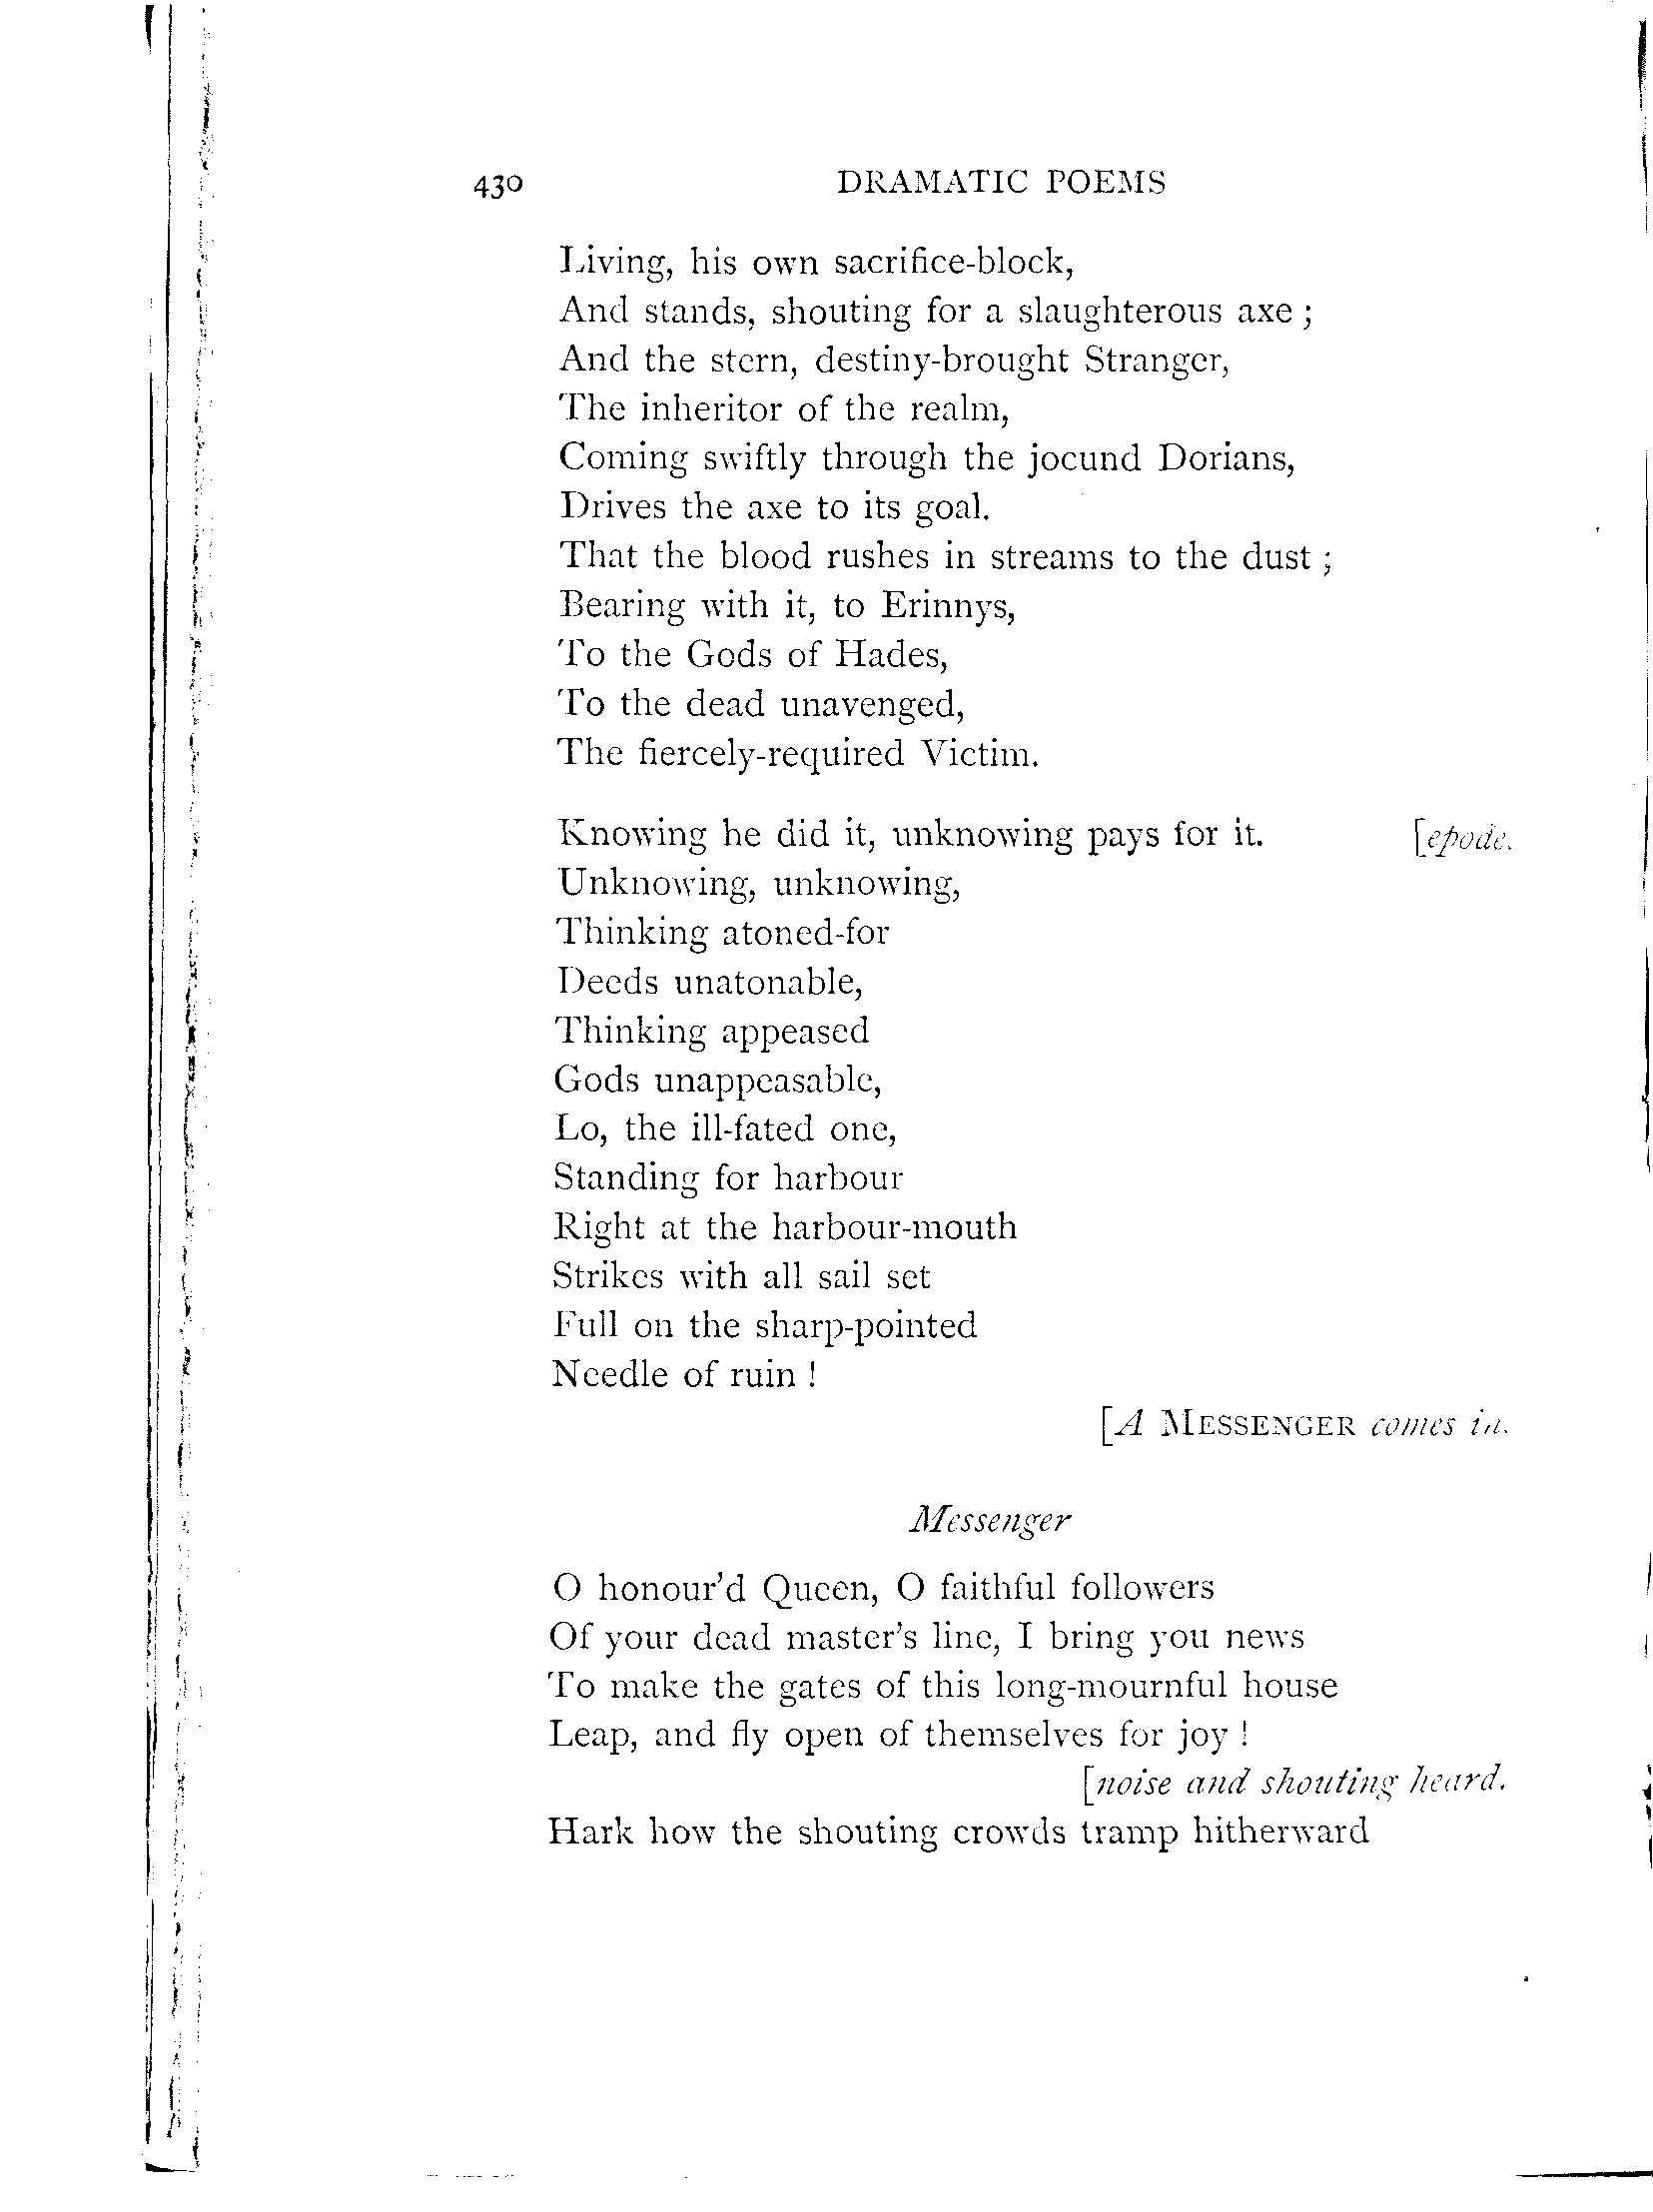 430 DRAMATIC POEMS
Living, his own sacrifice-block,
And stands, shouting for a slaughterous axe ;
And the stern, destiny-brought Stranger,
The inheritor of the realm,
Coming swiftly through the jocund Dorians,
Drives the axe to its goal.
That the blood rushes in streams to the dust ;
Bearing with it, to Erinnys,
To the Gods of Hades,
To the dead unavenged,
The fiercely-required Victim.
Knowing he did it, unknowing pays for it. [epode.
Unknowing, unknowing,
Thinking atoned-for
Deeds unatonable,
Thinking appeased
Gods unappeasable,
Lo, the ill-fated one,
Standing for harbour
Right at the harbour-mouth
Strikes with all sail set
Full on the sharp-pointed
Needle of ruin !
[A MESSENGER comes in.
Messenger
O honour'd Queen, O faithful followers
Of your dead master's line, I bring you news
To make the gates of this long-mournful house
Leap, and fly open of themselves for joy !
[noise and shouting heard.
Hark how the shouting crowds tramp hitherward